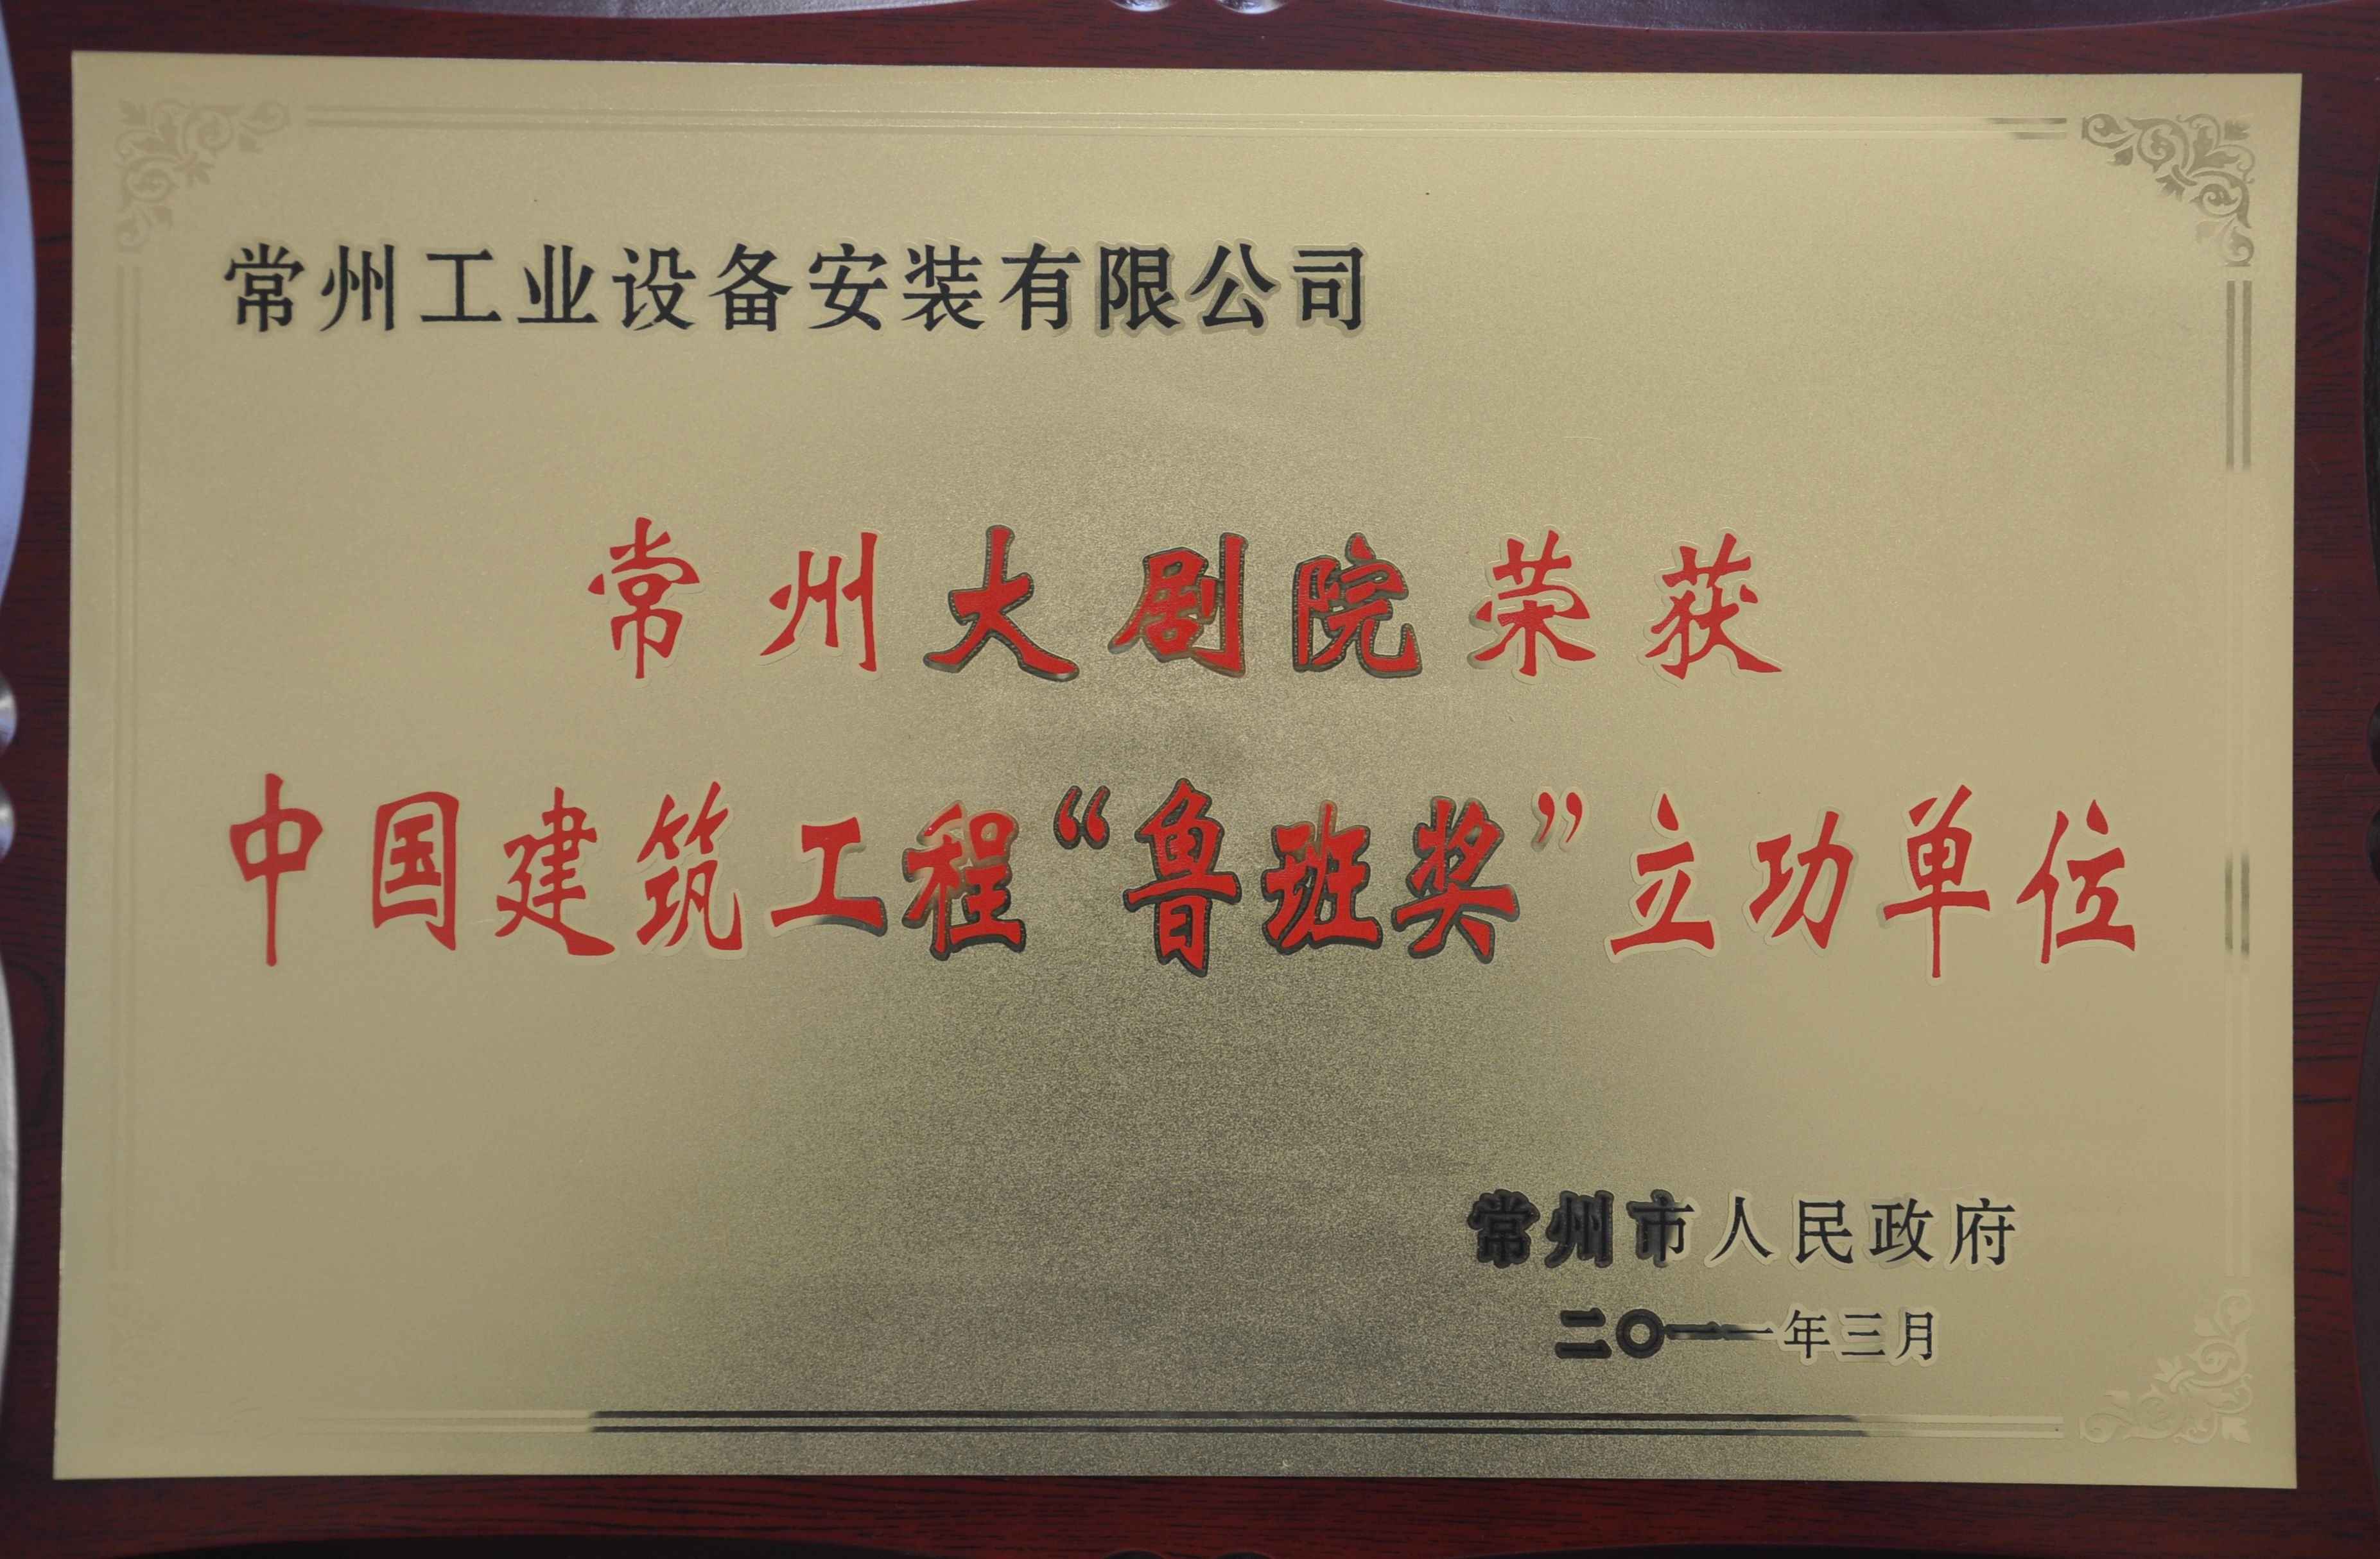 常州工业设备安装有限公司
常州大剧院荣获
中国建筑工程“鲁班奖”立功单位
常州市人民政府
二〇一一年三月